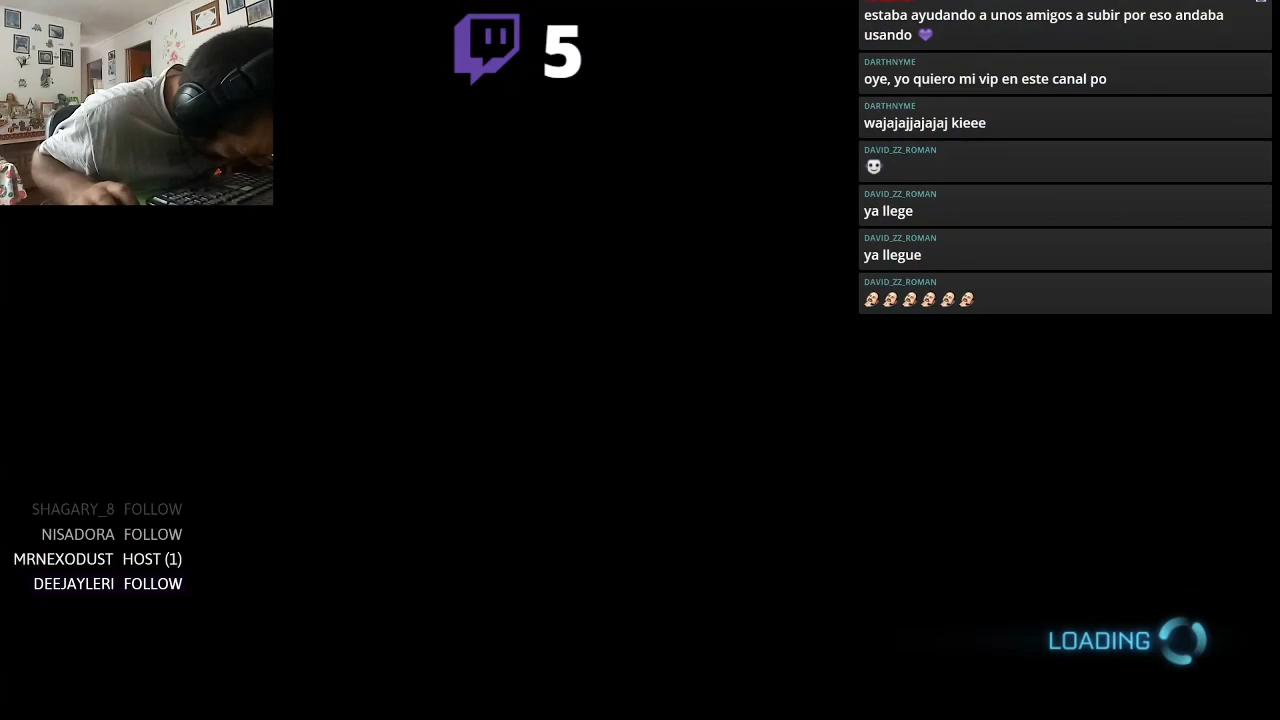 5
estaba ayudando a unos amigos a subir por eso andaba
usando 💜
DARTHNYME
oye, yo quiero mi vip en este canal po
DARTHNYME
wajajajjajajaj kieee
DAVID_ZZ_ROMAN
DAVID_ZZ_ROMAN
ya llege
DAVID_ZZ_ROMAN
ya llegue
DAVID_ZZ_ROMAN
SHAGARY_8 FOLLOW
NISADORA FOLLOW
MRNEXODUST HOST (1)
DEEJAYLERI FOLLOW
LOADING